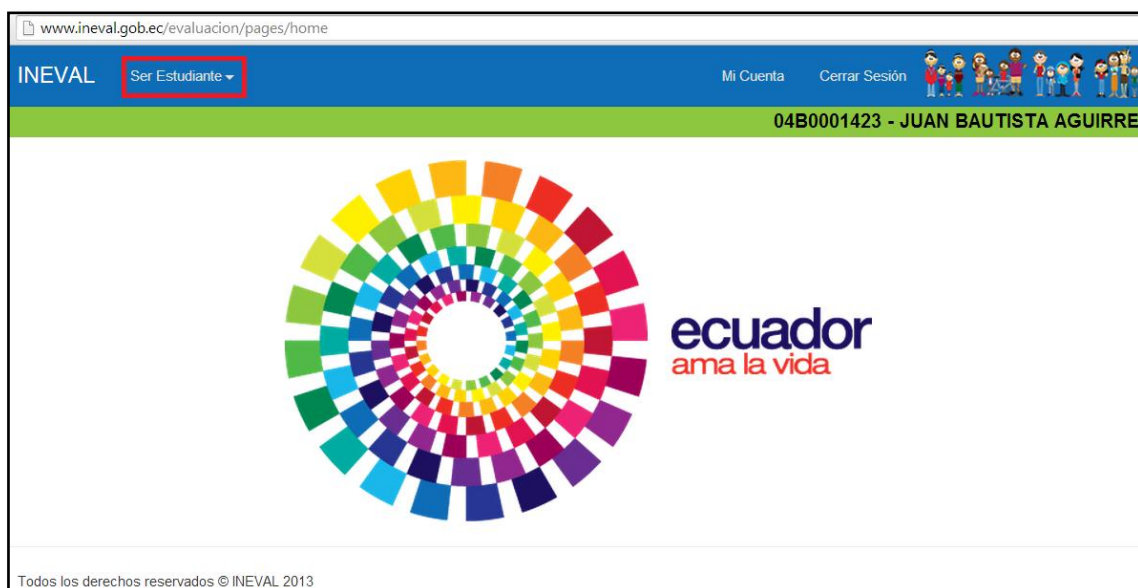 www.ineval.gob.ec/evaluacion/pages/home
INEVAL Ser Estudiante Mi Cuenta Cerrar Sesión
04B0001423 - JUAN BAUTISTA AGUIRRE
ecuador
ama la vida
Todos los derechos reservados © INEVAL 2013